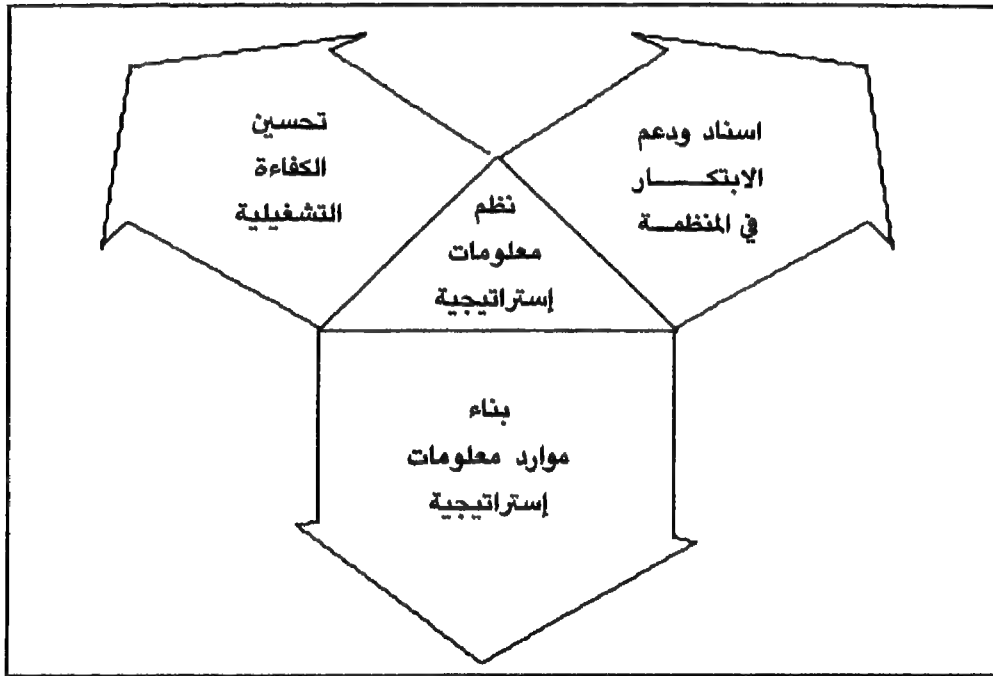 اسناد ودعم
الابتكـــــار
في المنظمـــة
تحسين
الكفاءة
التشغيلية
نظم
معلومات
إستراتيجية
بناء
موارد معلومات
إستراتيجية